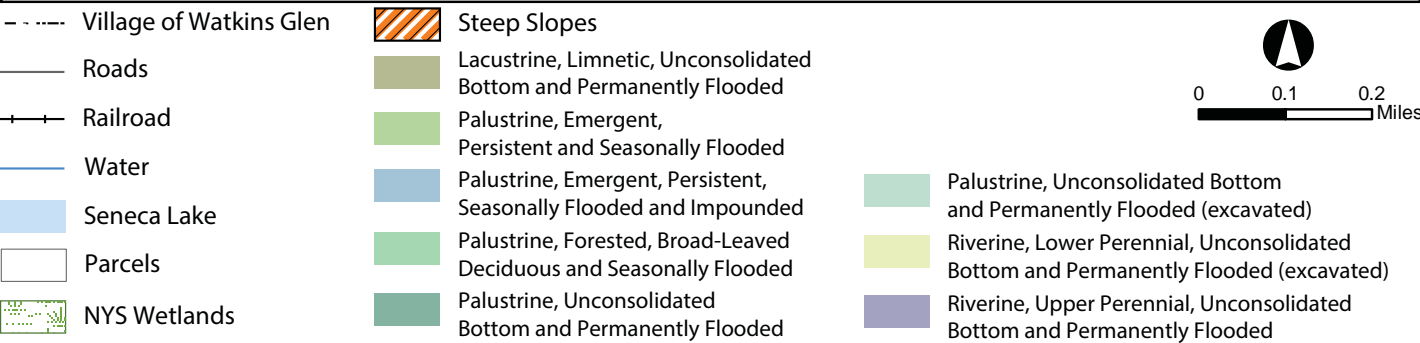 Village of Watkins Glen
Roads
Railroad
Water
Seneca Lake
Parcels
NYS Wetlands
Steep Slopes
Lacustrine, Limnetic, Unconsolidated
Bottom and Permanently Flooded
Palustrine, Emergent,
Persistent and Seasonally Flooded
Palustrine, Emergent, Persistent,
Seasonally Flooded and Impounded
Palustrine, Forested, Broad-Leaved
Deciduous and Seasonally Flooded
Palustrine, Unconsolidated
Bottom and Permanently Flooded
Palustrine, Unconsolidated Bottom
and Permanently Flooded (excavated)
Riverine, Lower Perennial, Unconsolidated
Bottom and Permanently Flooded (excavated)
Riverine, Upper Perennial, Unconsolidated
Bottom and Permanently Flooded
0 0.1 0.2
Miles